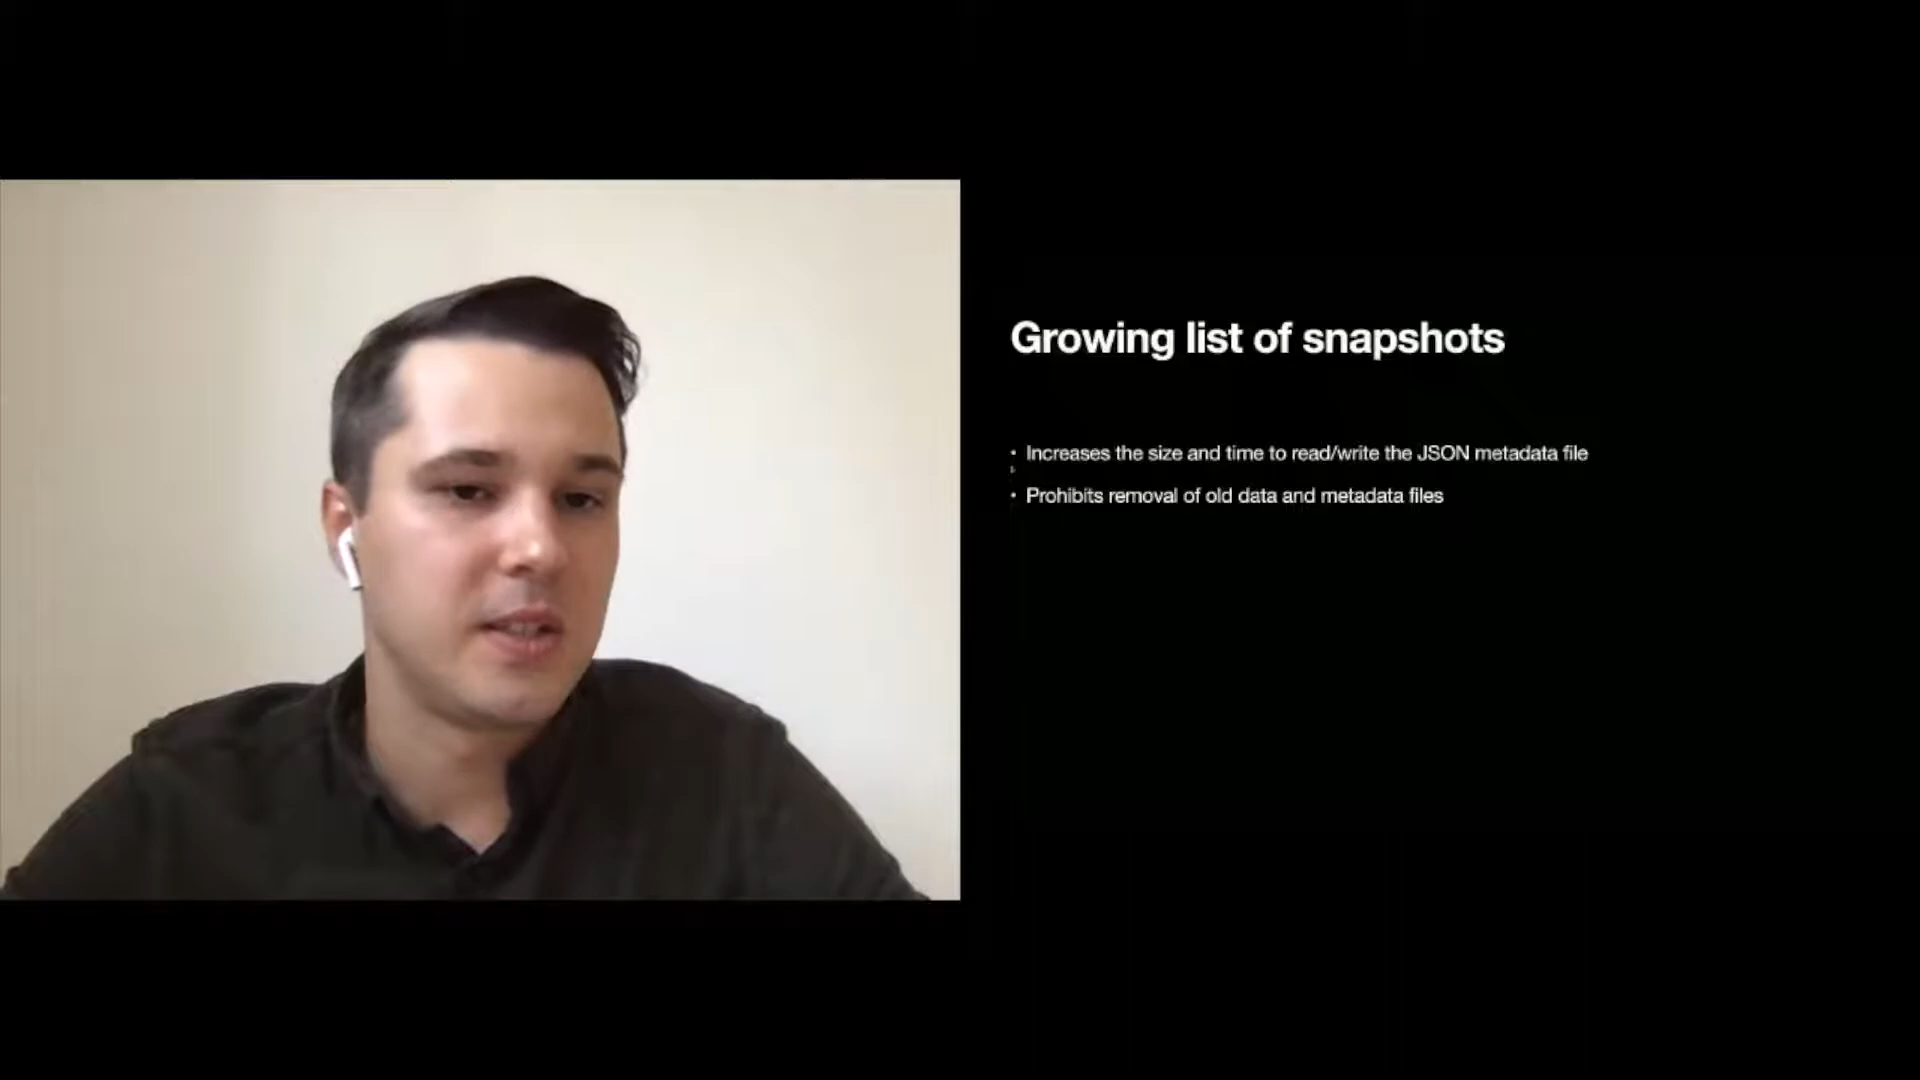 Growing list of snapshots
• Increases the size and time to read/write the JSON metadata file
• Prohibits removal of old data and metadata files